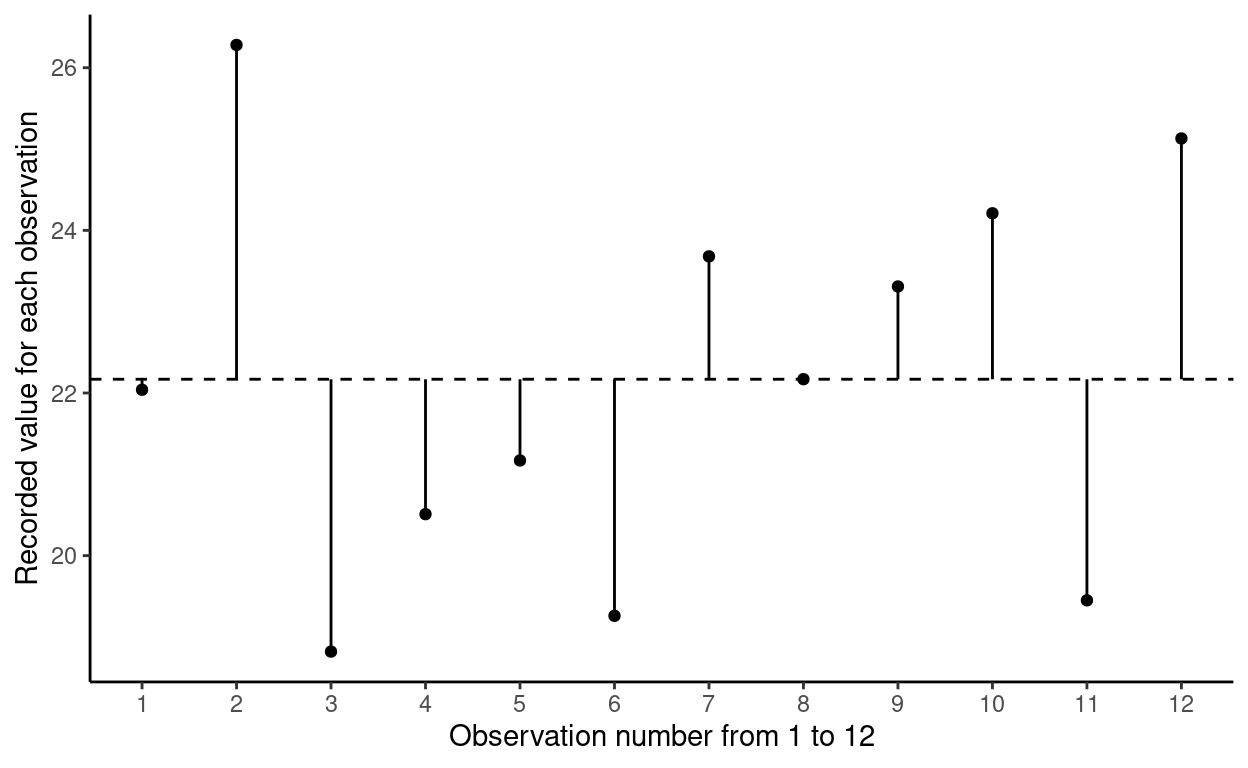 Recorded value for each observation
26
24
22
20
1 2 3 4 5 6 7 8 9 10 11 12
Observation number from 1 to 12